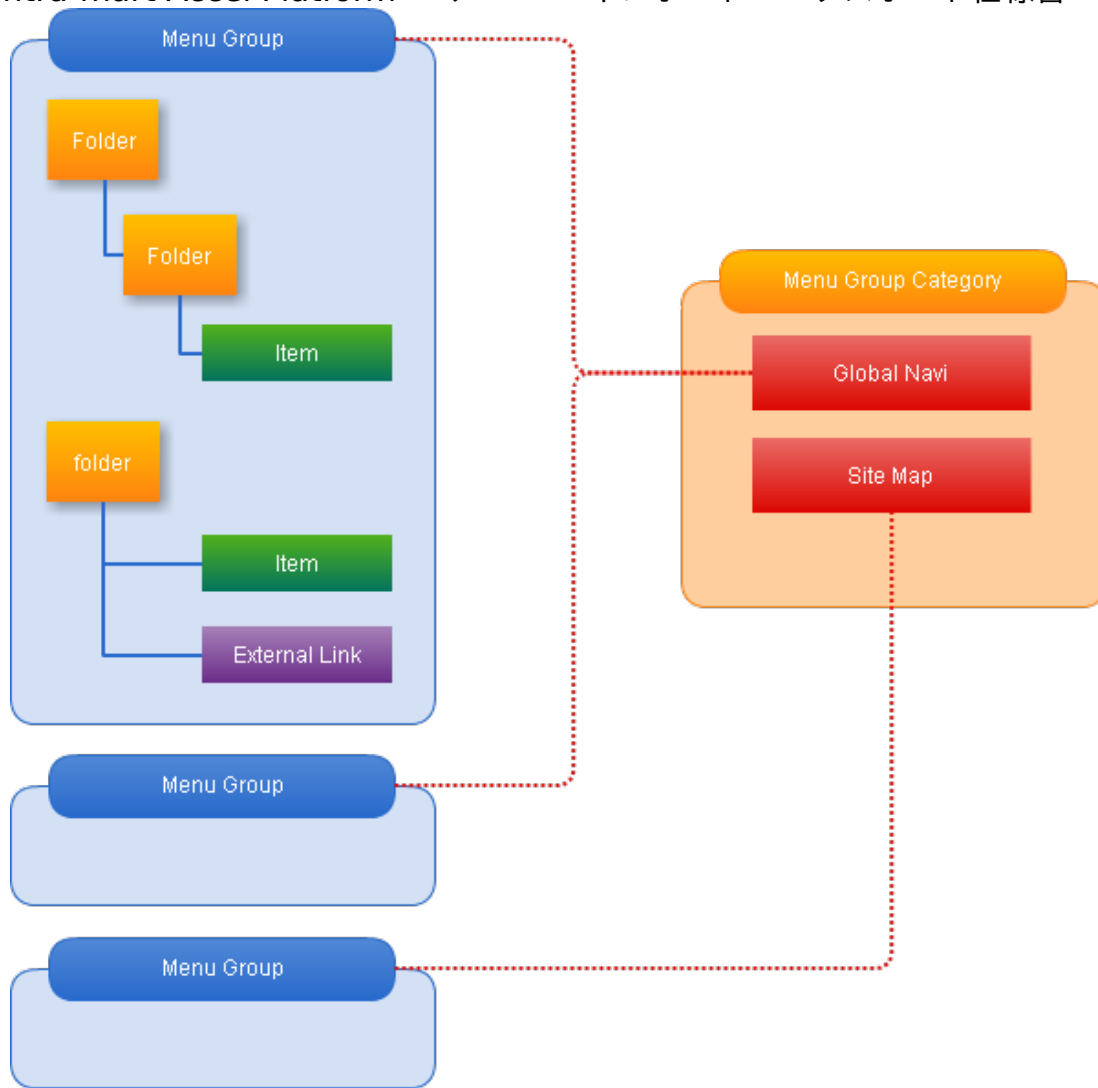 Menu Group
Folder
Folder
Item
folder
Item
External Link
Menu Group
Menu Group
Menu Group Category
Global Navi
Site Map